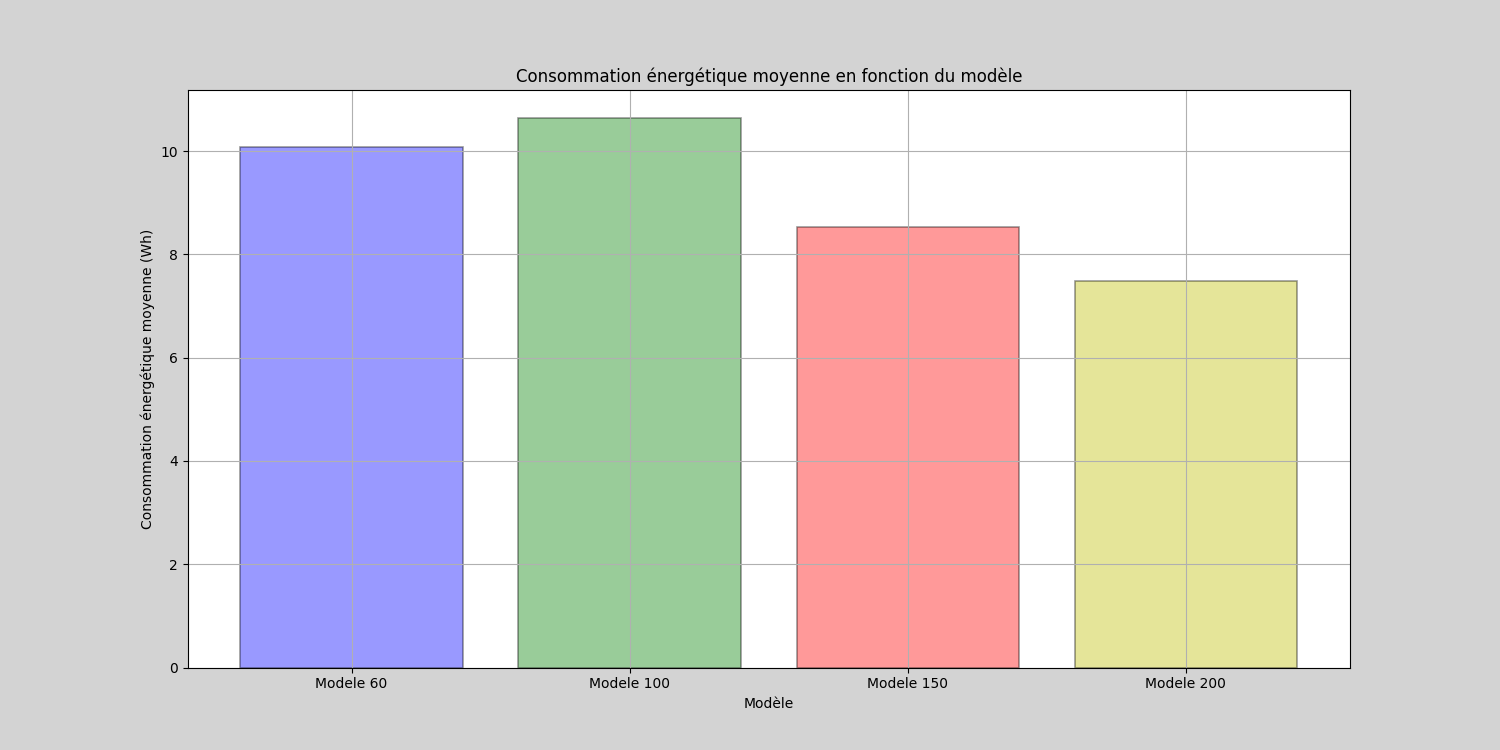 Consommation énergétique moyenne en fonction du modèle
Consommation énergétique moyenne (Wh)
10
8
6
4
2
0
Modele 60
Modele 100
Modele 150
Modele 200
Modèle